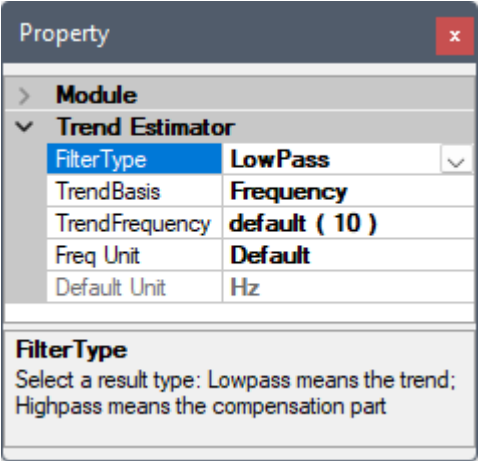 Property
x
Module
Trend Estimator
FilterType LowPass
TrendBasis Frequency
TrendFrequency default ( 10 )
Freq Unit Default
Default Unit Hz
FilterType
Select a result type: Lowpass means the trend;
Highpass means the compensation part